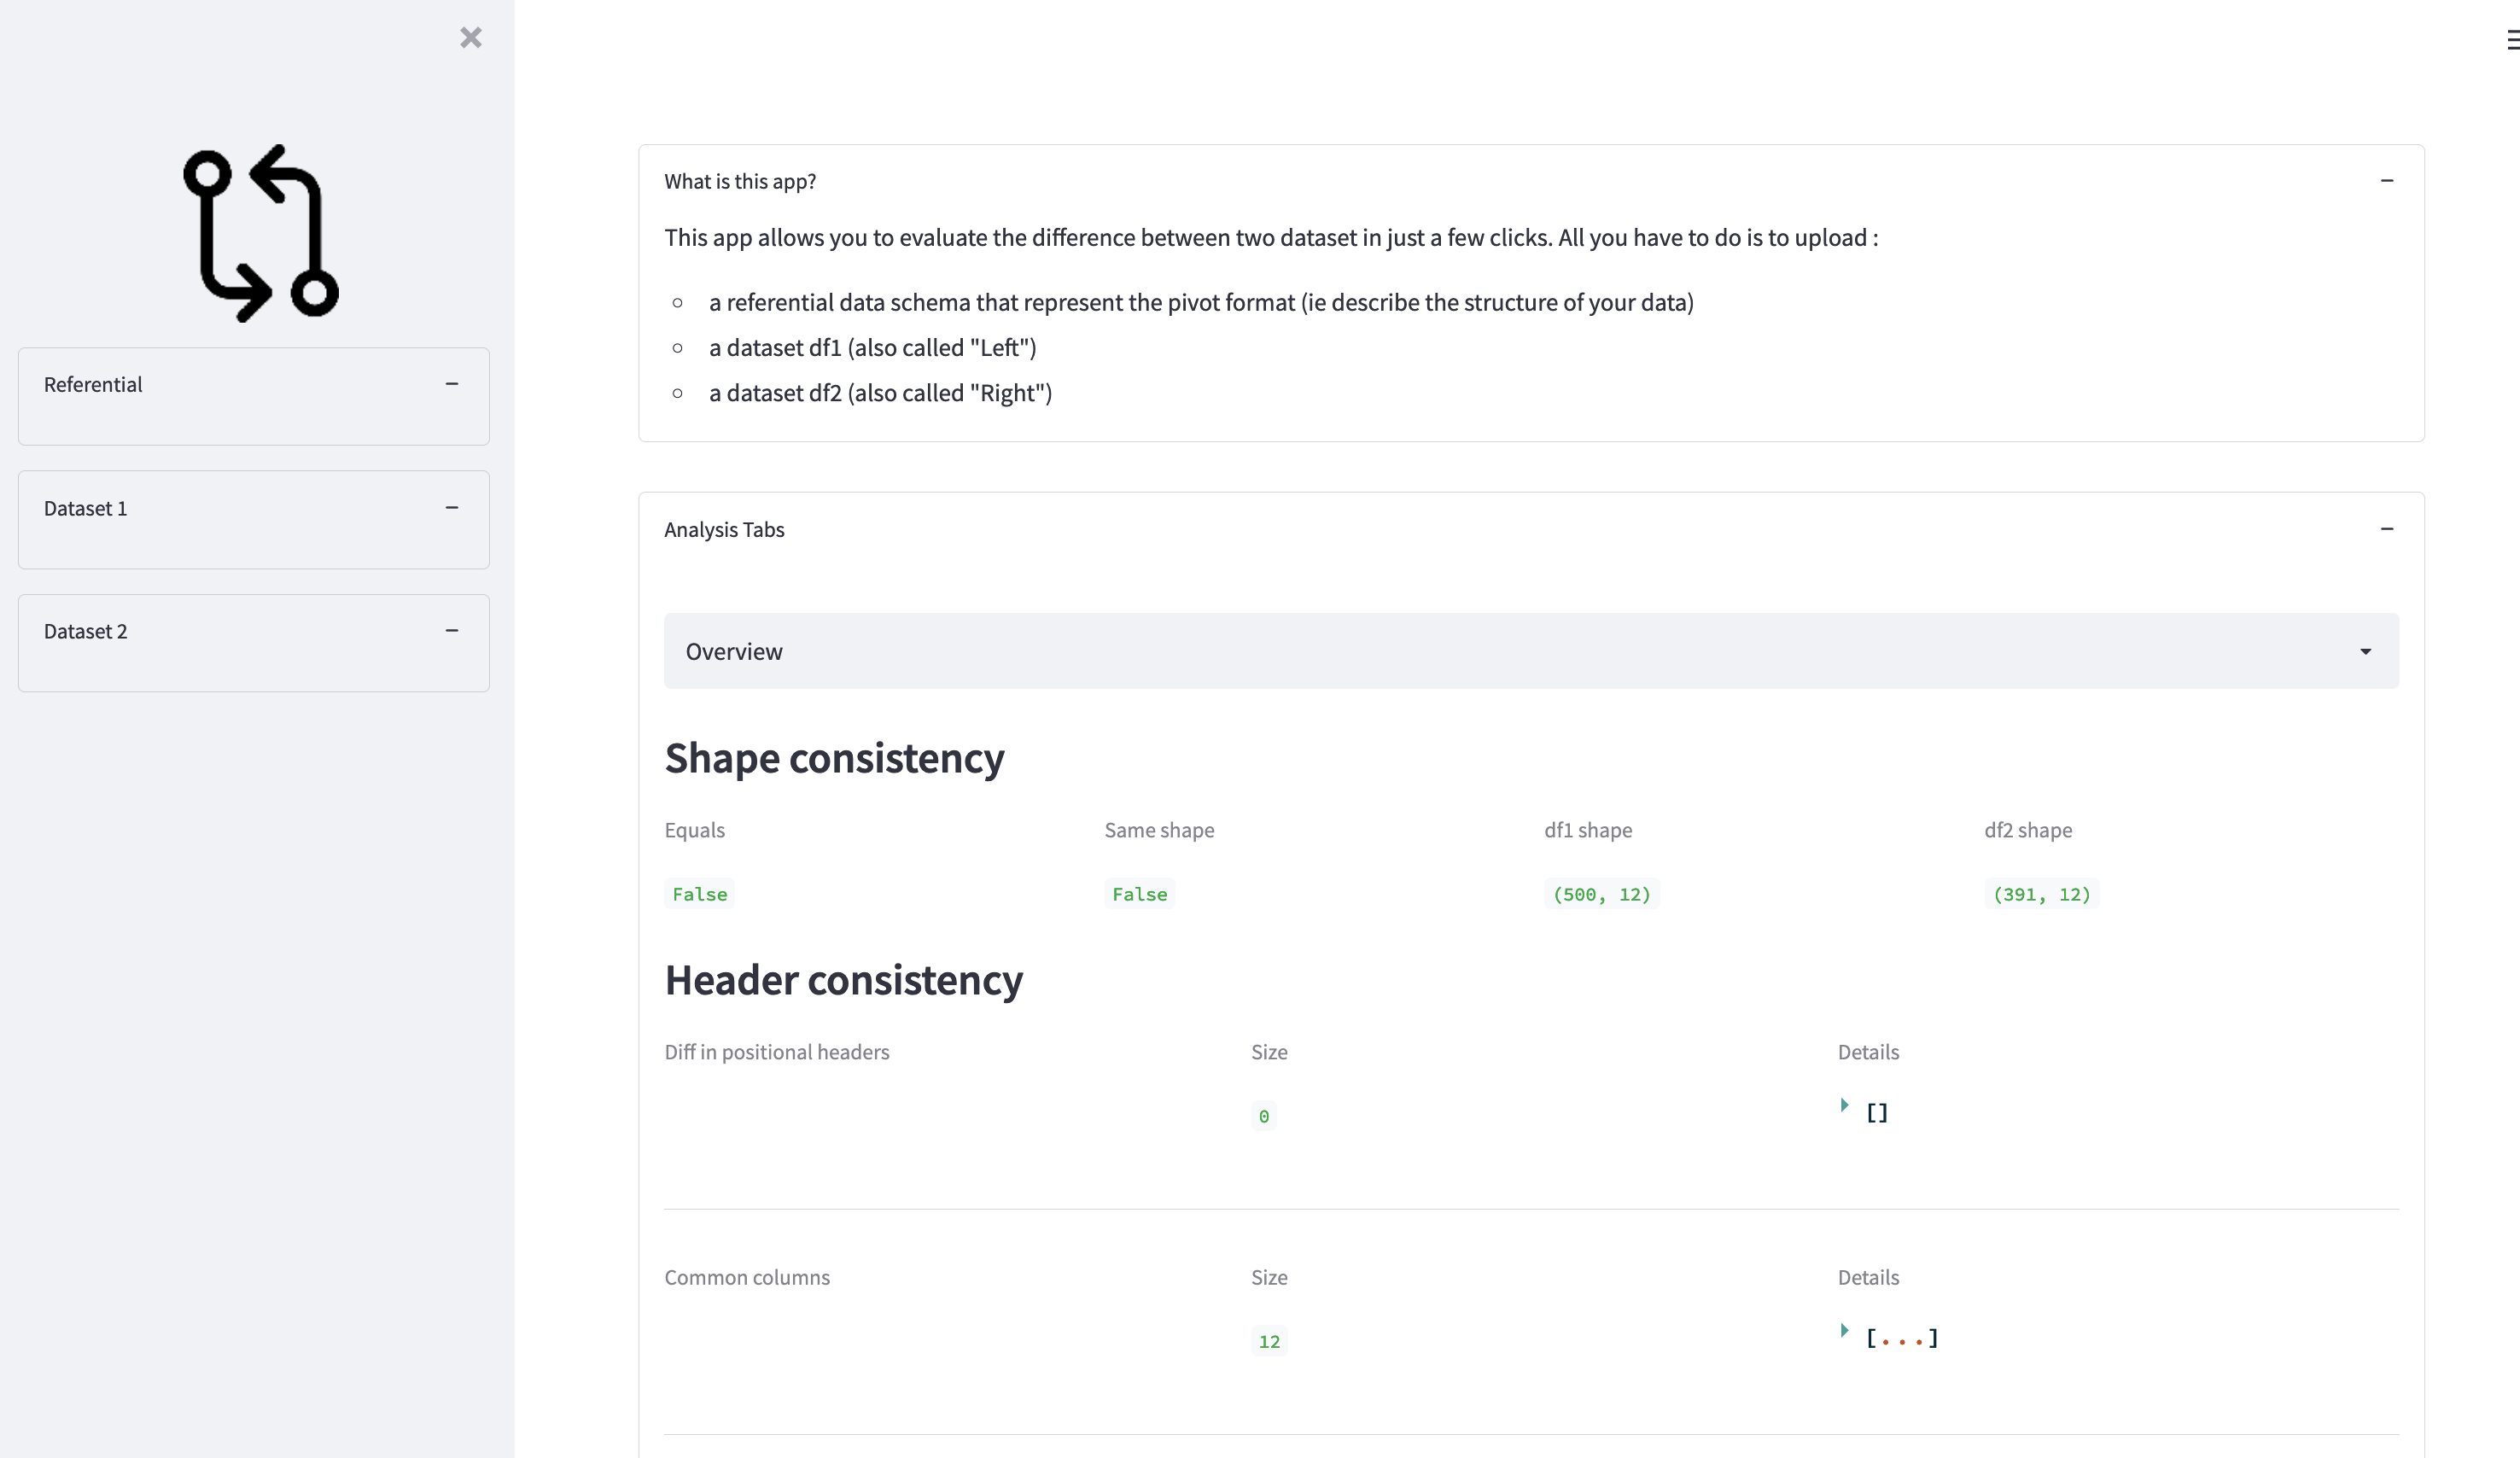 Referential
Dataset 1
Dataset 2
What is this app?
This app allows you to evaluate the difference between two dataset in just a few clicks. All you have to do is to upload :
a referential data schema that represent the pivot format (ie describe the structure of your data)
a dataset df1 (also called "Left")
a dataset df2 (also called "Right")
Analysis Tabs
Overview
Shape consistency
Equals Same shape df1 shape df2 shape
False False (500, 12) (391, 12)
Header consistency
Diff in positional headers Size Details
0 []
Common columns Size Details
12 [...]